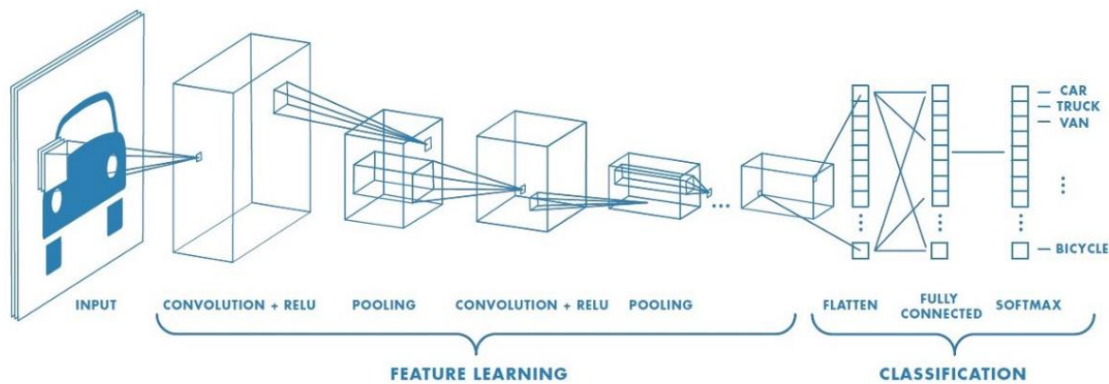 CAR
TRUCK
VAN
BICYCLE
INPUT
CONVOLUTION + RELU
POOLING
CONVOLUTION + RELU
POOLING
FLATTEN
FULLY
CONNECTED
SOFTMAX
FEATURE LEARNING
CLASSIFICATION